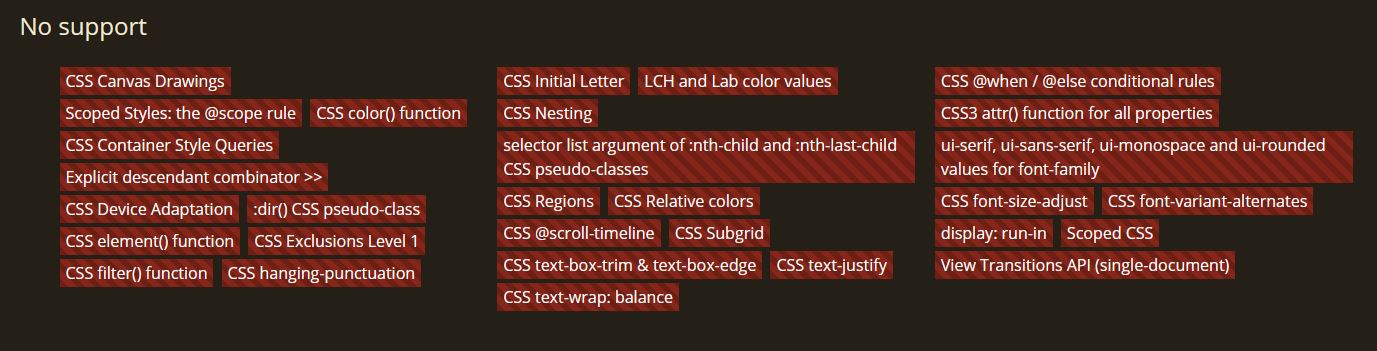 No support
CSS Canvas Drawings
Scoped Styles: the @scope rule CSS color() function
CSS Container Style Queries
Explicit descendant combinator >>
CSS Device Adaptation :dir() CSS pseudo-class
CSS element() function CSS Exclusions Level 1
CSS filter() function CSS hanging-punctuation
CSS Initial Letter LCH and Lab color values
CSS Nesting
selector list argument of :nth-child and :nth-last-child
CSS pseudo-classes
CSS Regions CSS Relative colors
CSS @scroll-timeline CSS Subgrid
CSS text-box-trim & text-box-edge CSS text-justify
CSS text-wrap: balance
CSS @when / @else conditional rules
CSS3 attr() function for all properties
ui-serif, ui-sans-serif, ui-monospace and ui-rounded
values for font-family
CSS font-size-adjust CSS font-variant-alternates
display: run-in Scoped CSS
View Transitions API (single-document)